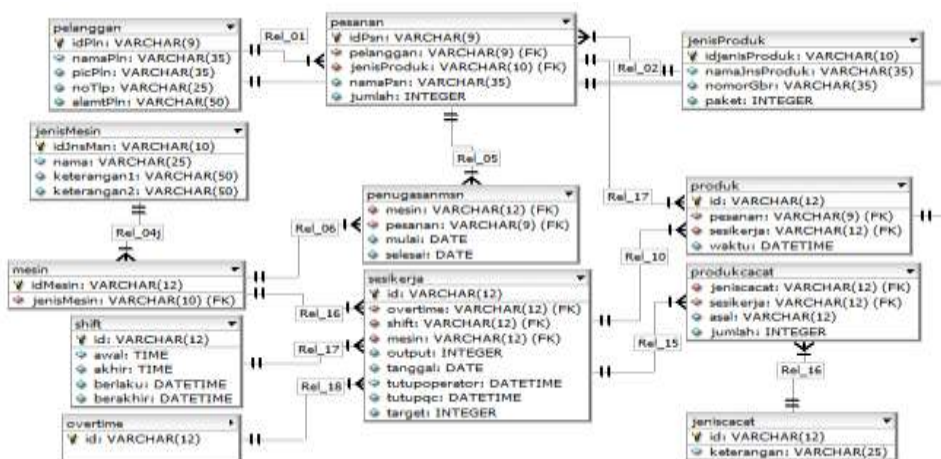 pelanggan
idPln: VARCHAR(9)
namaPln: VARCHAR(35)
picPln: VARCHAR(35)
noTlp: VARCHAR(25)
alamtPln: VARCHAR(50)
Rel_01
pesanan
idPsn: VARCHAR(9)
pelanggan: VARCHAR(9) (FK)
jenisProduk: VARCHAR(10) (FK)
namaPsn: VARCHAR(35)
jumlah: INTEGER
Rel_02
jenisProduk
idjenisProduk: VARCHAR(10)
namaJnsProduk: VARCHAR(35)
nomorGbr: VARCHAR(35)
paket: INTEGER
jenisMesin
idJnsMsn: VARCHAR(10)
nama: VARCHAR(25)
keterangan1: VARCHAR(50)
keterangan2: VARCHAR(50)
Rel_05
Rel_04j
penugasanmsn
mesin: VARCHAR(12) (FK)
pesanan: VARCHAR(9) (FK)
mulai: DATE
selesai: DATE
Rel_06
Rel_17
produk
id: VARCHAR(12)
pesanan: VARCHAR(9) (FK)
sesikerja: VARCHAR(12) (FK)
waktu: DATETIME
Rel_10
mesin
idMesin: VARCHAR(12)
jenisMesin: VARCHAR(10) (FK)
Rel_16
sesikerja
id: VARCHAR(12)
overtime: VARCHAR(12) (FK)
shift: VARCHAR(12) (FK)
mesin: VARCHAR(12) (FK)
output: INTEGER
tanggal: DATE
tutupoperator: DATETIME
tutupqc: DATETIME
target: INTEGER
produkcacat
jeniscacat: VARCHAR(12) (FK)
sesikerja: VARCHAR(12) (FK)
asal: VARCHAR(12)
jumlah: INTEGER
Rel_15
shift
id: VARCHAR(12)
awal: TIME
akhir: TIME
berlaku: DATETIME
berakhir: DATETIME
Rel_17
Rel_18
Rel_16
overtime
id: VARCHAR(12)
jeniscacat
id: VARCHAR(12)
keterangan: VARCHAR(25)